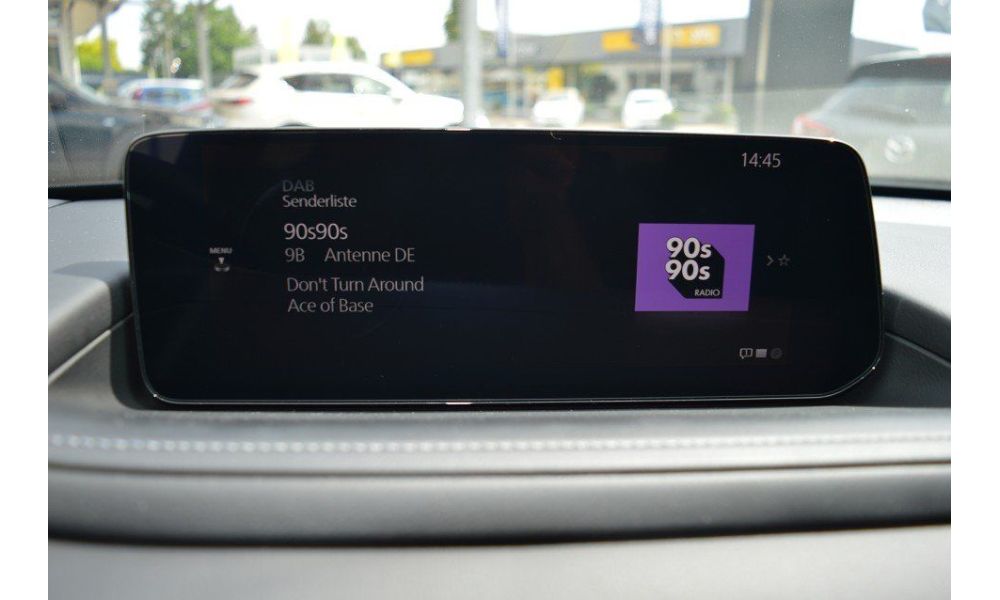 14:45
DAB
Senderliste
90s90s
9B Antenne DE
Don't Turn Around
Ace of Base
MENU
90s
90s
RADIO